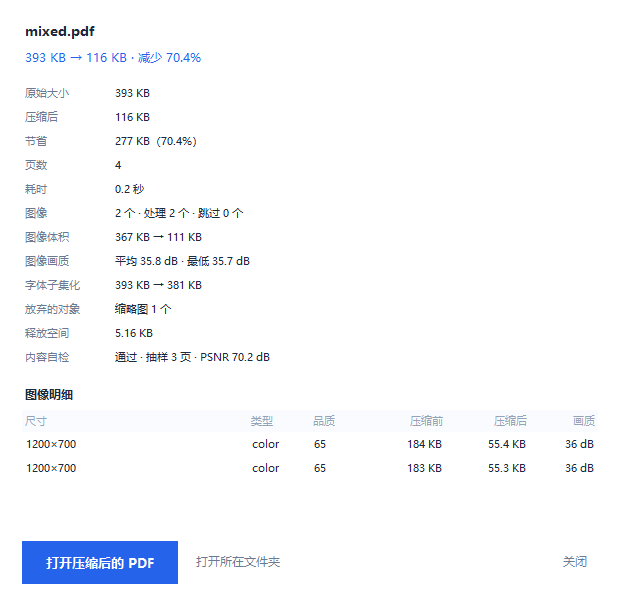 mixed.pdf
393 KB → 116 KB · 减少 70.4%
原始大小 393 KB
压缩后 116 KB
节省 277 KB（70.4%）
页数 4
耗时 0.2 秒
图像 2 个 · 处理 2 个 · 跳过 0 个
图像体积 367 KB → 111 KB
图像画质 平均 35.8 dB · 最低 35.7 dB
字体子集化 393 KB → 381 KB
放弃的对象 缩略图 1 个
释放空间 5.16 KB
内容自检 通过 · 抽样 3 页 · PSNR 70.2 dB
图像明细
尺寸 类型 品质 压缩前 压缩后 画质
1200×700 color 65 184 KB 55.4 KB 36 dB
1200×700 color 65 183 KB 55.3 KB 36 dB
打开压缩后的 PDF 打开所在文件夹 关闭